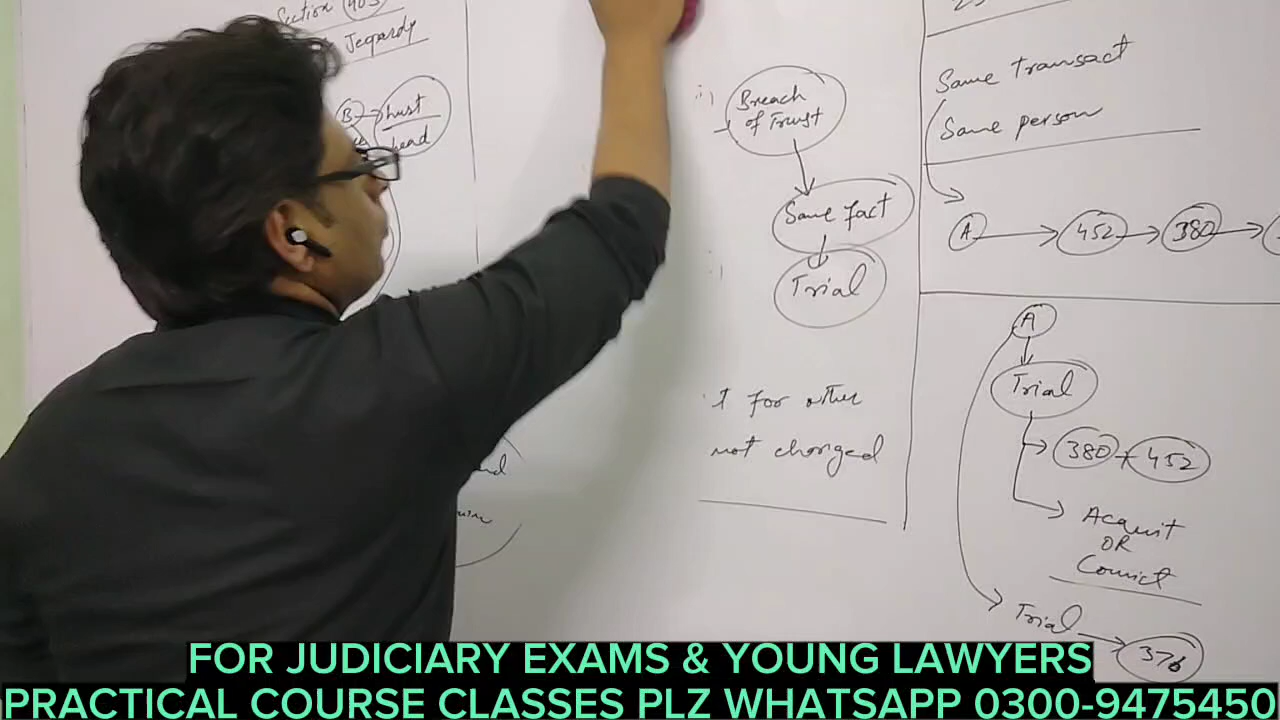 Section 403
Jeopardy
B hurt
head
Breach
of Trust
Same fact
Trial
for other
not charged
Same transact
Same person
A 452 380
A
Trial
380 + 452
Acquit
OR
Convict
Trial
376
FOR JUDICIARY EXAMS & YOUNG LAWYERS
PRACTICAL COURSE CLASSES PLZ WHATSAPP 0300-9475450